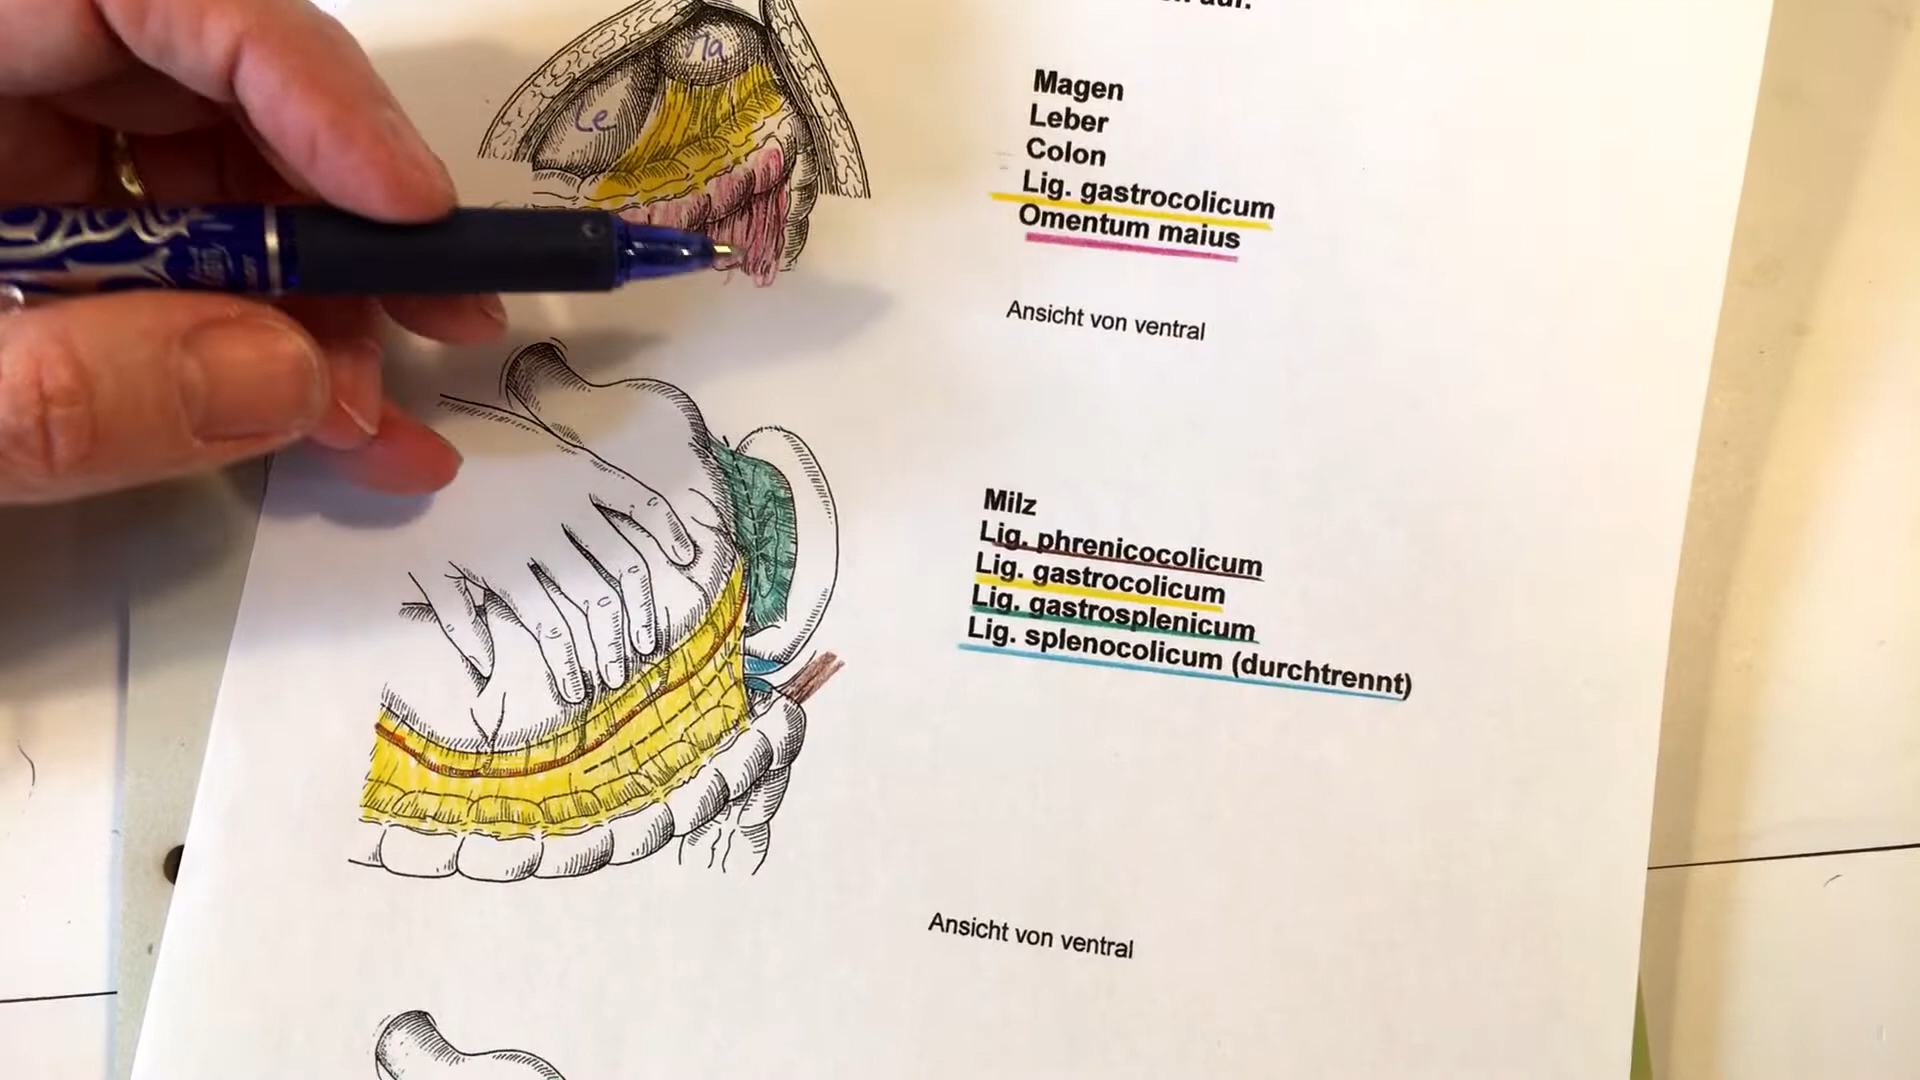 auf.
Ma
Le
Magen
Leber
Colon
Lig. gastrocolicum
Omentum maius
Ansicht von ventral
Milz
Lig. phrenicocolicum
Lig. gastrocolicum
Lig. gastrosplenicum
Lig. splenocolicum (durchtrennt)
Ansicht von ventral